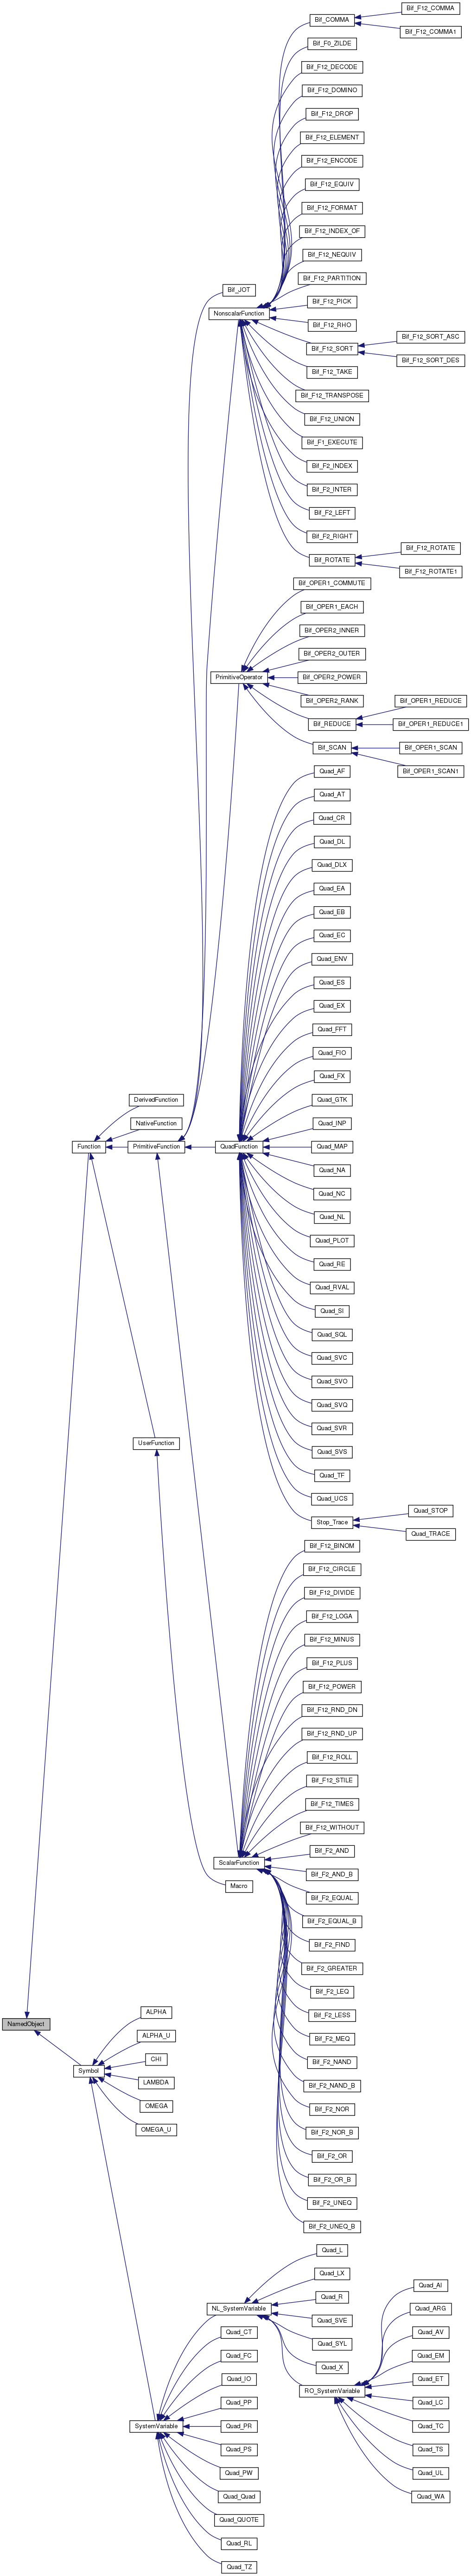 Bif_F12_COMMA
Bif_COMMA
Bif_F12_COMMA1
Bif_F0_ZILDE
Bif_F12_DECODE
Bif_F12_DOMINO
Bif_F12_DROP
Bif_F12_ELEMENT
Bif_F12_ENCODE
Bif_F12_EQUIV
Bif_F12_FORMAT
Bif_F12_INDEX_OF
Bif_F12_NEQUIV
Bif_F12_PARTITION
Bif_JOT
Bif_F12_PICK
NonscalarFunction
Bif_F12_RHO
Bif_F12_SORT_ASC
Bif_F12_SORT
Bif_F12_SORT_DES
Bif_F12_TAKE
Bif_F12_TRANSPOSE
Bif_F12_UNION
Bif_F1_EXECUTE
Bif_F2_INDEX
Bif_F2_INTER
Bif_F2_LEFT
Bif_F2_RIGHT
Bif_F12_ROTATE
Bif_ROTATE
Bif_F12_ROTATE1
Bif_OPER1_COMMUTE
Bif_OPER1_EACH
Bif_OPER2_INNER
Bif_OPER2_OUTER
PrimitiveOperator
Bif_OPER2_POWER
Bif_OPER2_RANK
Bif_OPER1_REDUCE
Bif_REDUCE
Bif_OPER1_REDUCE1
Bif_SCAN
Bif_OPER1_SCAN
Bif_OPER1_SCAN1
Quad_AF
Quad_AT
Quad_CR
Quad_DL
Quad_DLX
Quad_EA
Quad_EB
Quad_EC
Quad_ENV
Quad_ES
Quad_EX
Quad_FFT
Quad_FIO
Quad_FX
DerivedFunction
Quad_GTK
NativeFunction
Quad_INP
Function
PrimitiveFunction
QuadFunction
Quad_MAP
Quad_NA
Quad_NC
Quad_NL
Quad_PLOT
Quad_RE
Quad_RVAL
Quad_SI
Quad_SQL
Quad_SVC
Quad_SVO
Quad_SVQ
Quad_SVR
UserFunction
Quad_SVS
Quad_TF
Quad_UCS
Quad_STOP
Stop_Trace
Quad_TRACE
Bif_F12_BINOM
Bif_F12_CIRCLE
Bif_F12_DIVIDE
Bif_F12_LOGA
Bif_F12_MINUS
Bif_F12_PLUS
Bif_F12_POWER
Bif_F12_RND_DN
Bif_F12_RND_UP
Bif_F12_ROLL
Bif_F12_STILE
Bif_F12_TIMES
Bif_F12_WITHOUT
Bif_F2_AND
ScalarFunction
Bif_F2_AND_B
Macro
Bif_F2_EQUAL
Bif_F2_EQUAL_B
Bif_F2_FIND
Bif_F2_GREATER
Bif_F2_LEQ
Bif_F2_LESS
NamedObject
ALPHA
Bif_F2_MEQ
ALPHA_U
Bif_F2_NAND
CHI
Symbol
LAMBDA
Bif_F2_NAND_B
OMEGA
Bif_F2_NOR
OMEGA_U
Bif_F2_NOR_B
Bif_F2_OR
Bif_F2_OR_B
Bif_F2_UNEQ
Bif_F2_UNEQ_B
Quad_L
Quad_LX
Quad_AI
Quad_R
NL_SystemVariable
Quad_ARG
Quad_SVE
Quad_CT
Quad_AV
Quad_SYL
Quad_FC
Quad_EM
Quad_X
Quad_IO
Quad_ET
RO_SystemVariable
Quad_PP
Quad_LC
SystemVariable
Quad_PR
Quad_TC
Quad_PS
Quad_TS
Quad_PW
Quad_UL
Quad_Quad
Quad_WA
Quad_QUOTE
Quad_RL
Quad_TZ